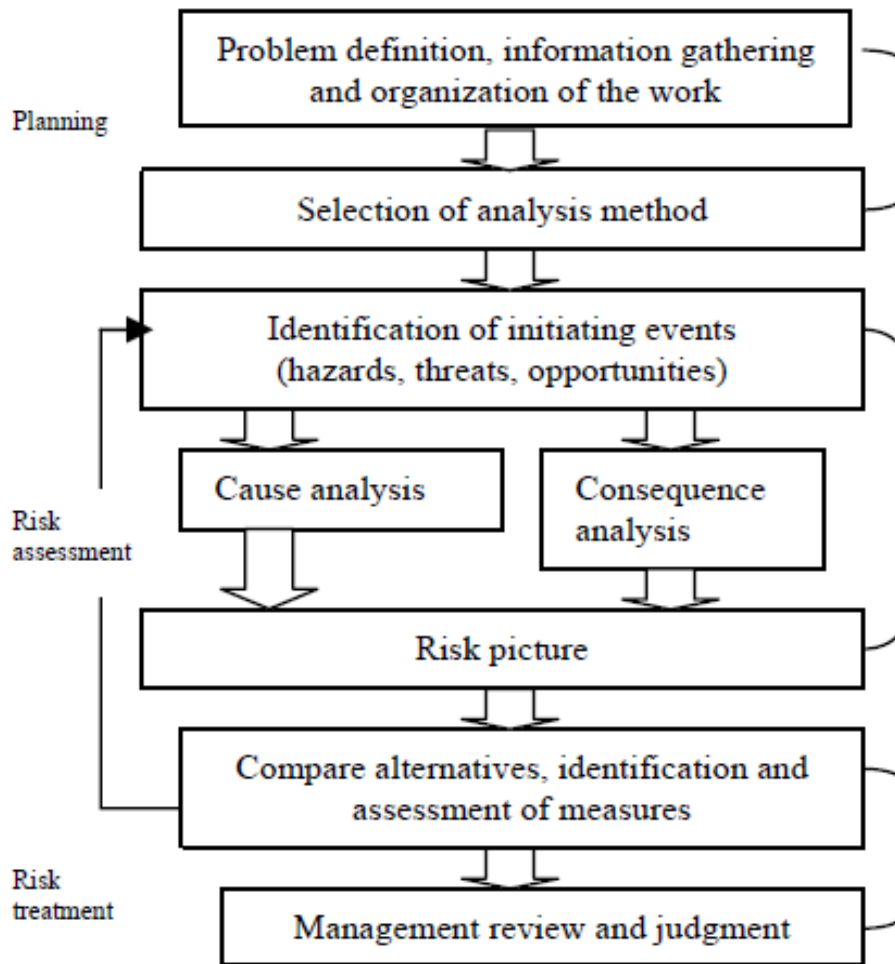 Problem definition, information gathering
and organization of the work
Planning
Selection of analysis method
Identification of initiating events
(hazards, threats, opportunities)
Cause analysis
Consequence
analysis
Risk
assessment
Risk picture
Compare alternatives, identification and
assessment of measures
Risk
treatment
Management review and judgment